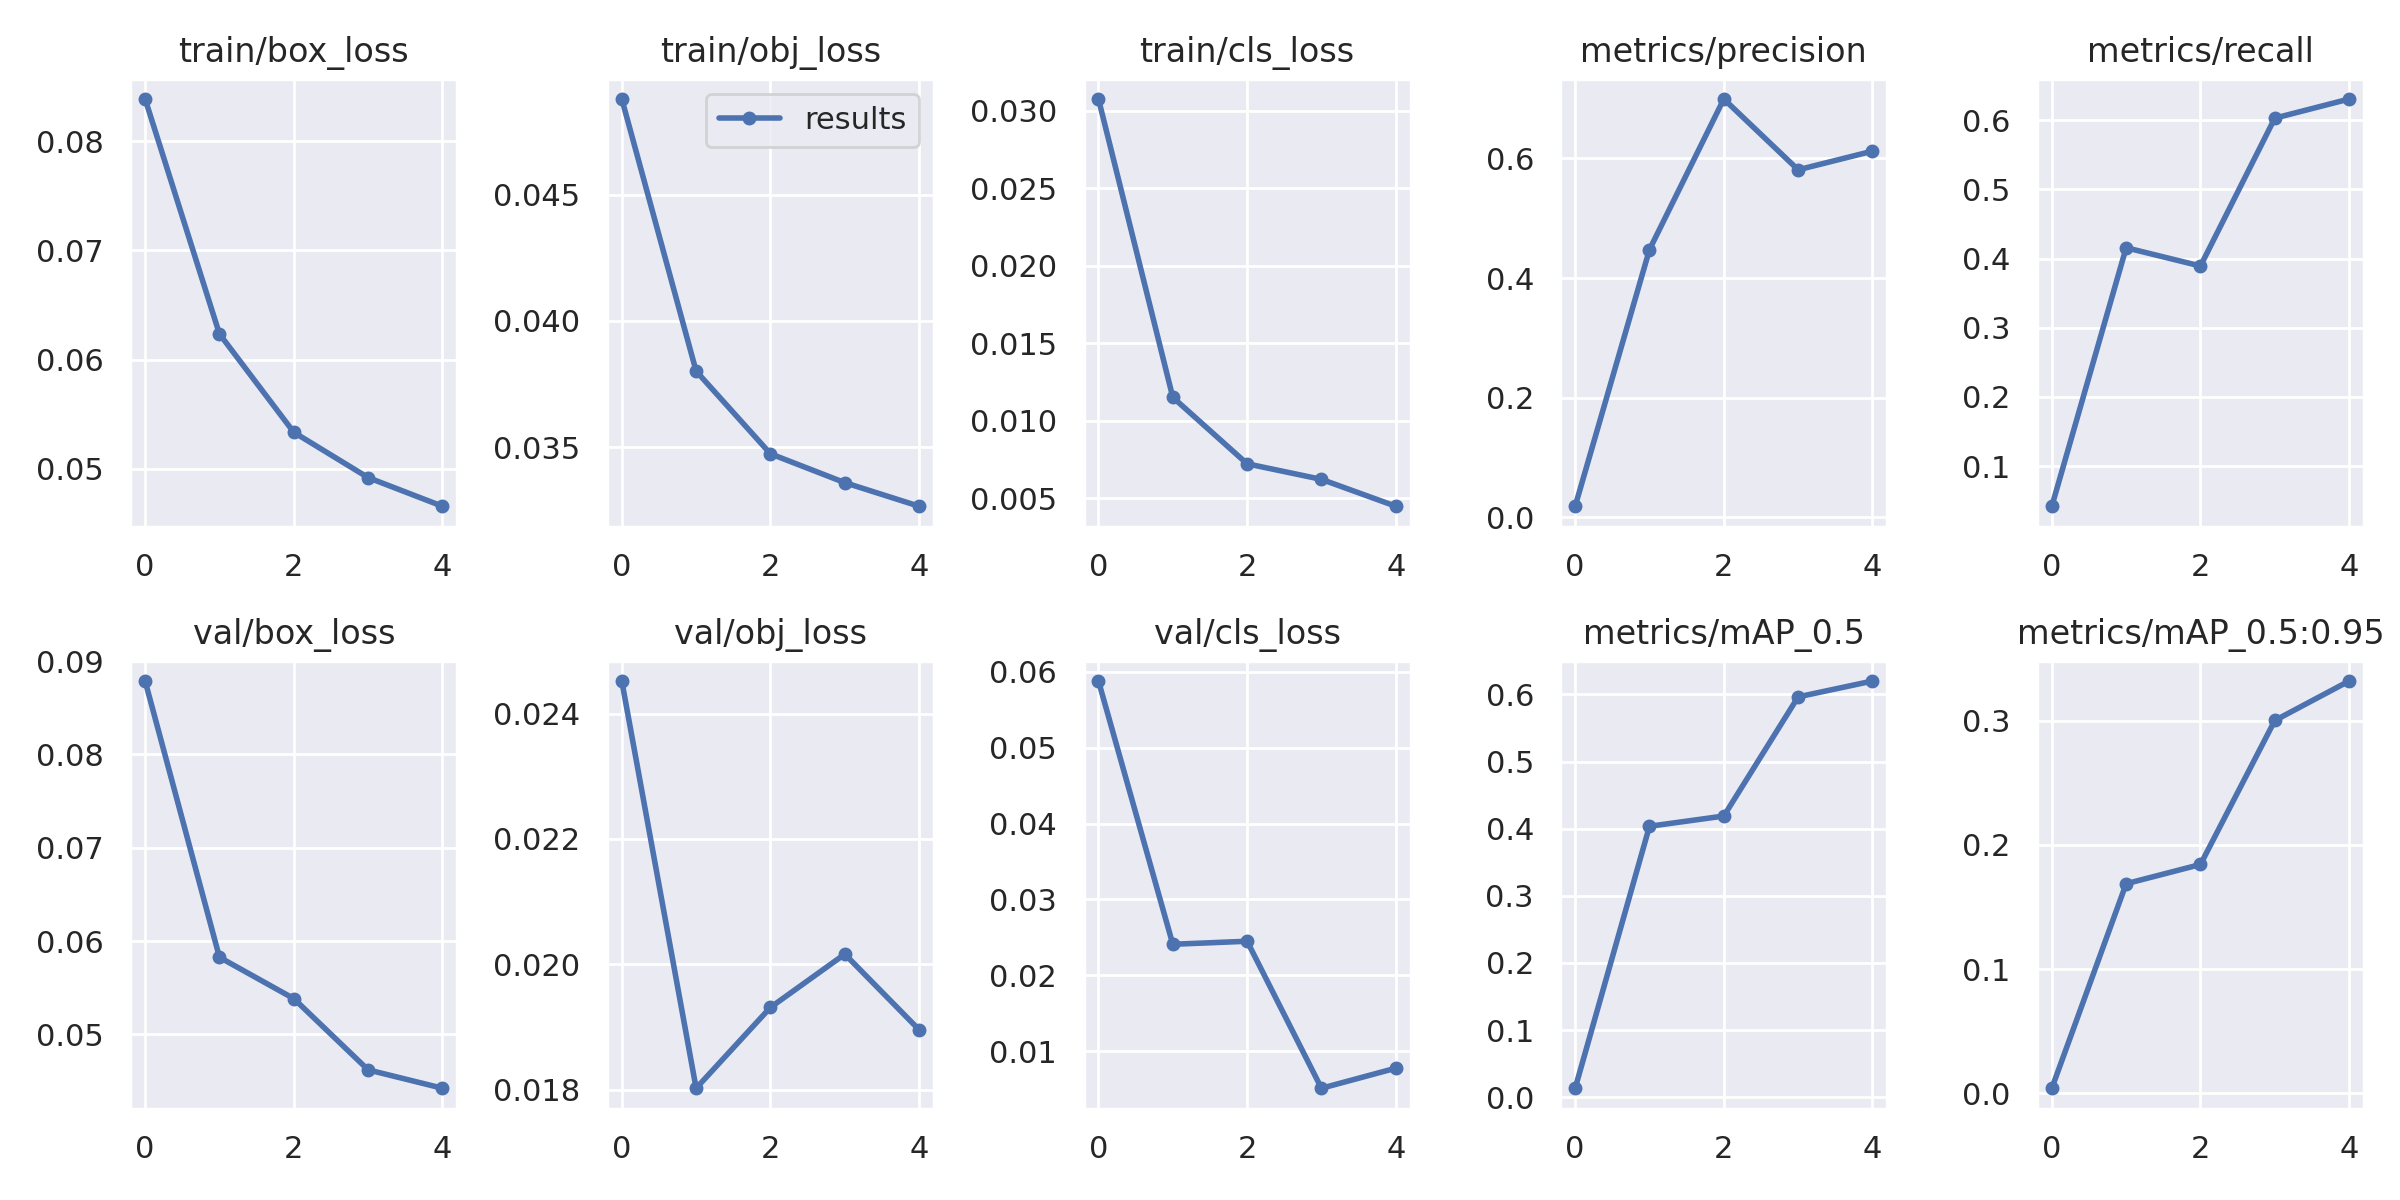 train/box_loss
0.08
0.07
0.06
0.05
0 2 4
train/obj_loss
results
0.045
0.040
0.035
0 2 4
train/cls_loss
0.030
0.025
0.020
0.015
0.010
0.005
0 2 4
metrics/precision
0.6
0.4
0.2
0.0
0 2 4
metrics/recall
0.6
0.5
0.4
0.3
0.2
0.1
0 2 4
val/box_loss
0.09
0.08
0.07
0.06
0.05
0 2 4
val/obj_loss
0.024
0.022
0.020
0.018
0 2 4
val/cls_loss
0.06
0.05
0.04
0.03
0.02
0.01
0 2 4
metrics/mAP_0.5
0.6
0.5
0.4
0.3
0.2
0.1
0.0
0 2 4
metrics/mAP_0.5:0.95
0.3
0.2
0.1
0.0
0 2 4